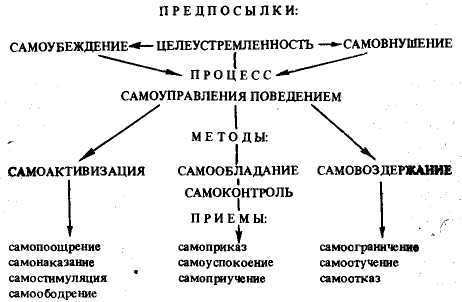 ПРЕДПОСЫЛКИ:
САМОУБЕЖДЕНИЕ ЦЕЛЕУСТРЕМЛЕННОСТЬ САМОВНУШЕНИЕ
ПРОЦЕСС
САМОУПРАВЛЕНИЯ ПОВЕДЕНИЕМ
МЕТОДЫ:
САМОАКТИВИЗАЦИЯ САМООБЛАДАНИЕ САМОВОЗДЕРЖАНИЕ
САМОКОНТРОЛЬ
ПРИЕМЫ:
самопоощрение самоприказ самоограничение
самонаказание самоуспокоение самоотучение
самостимуляция самоприучение самоотказ
самоободрение